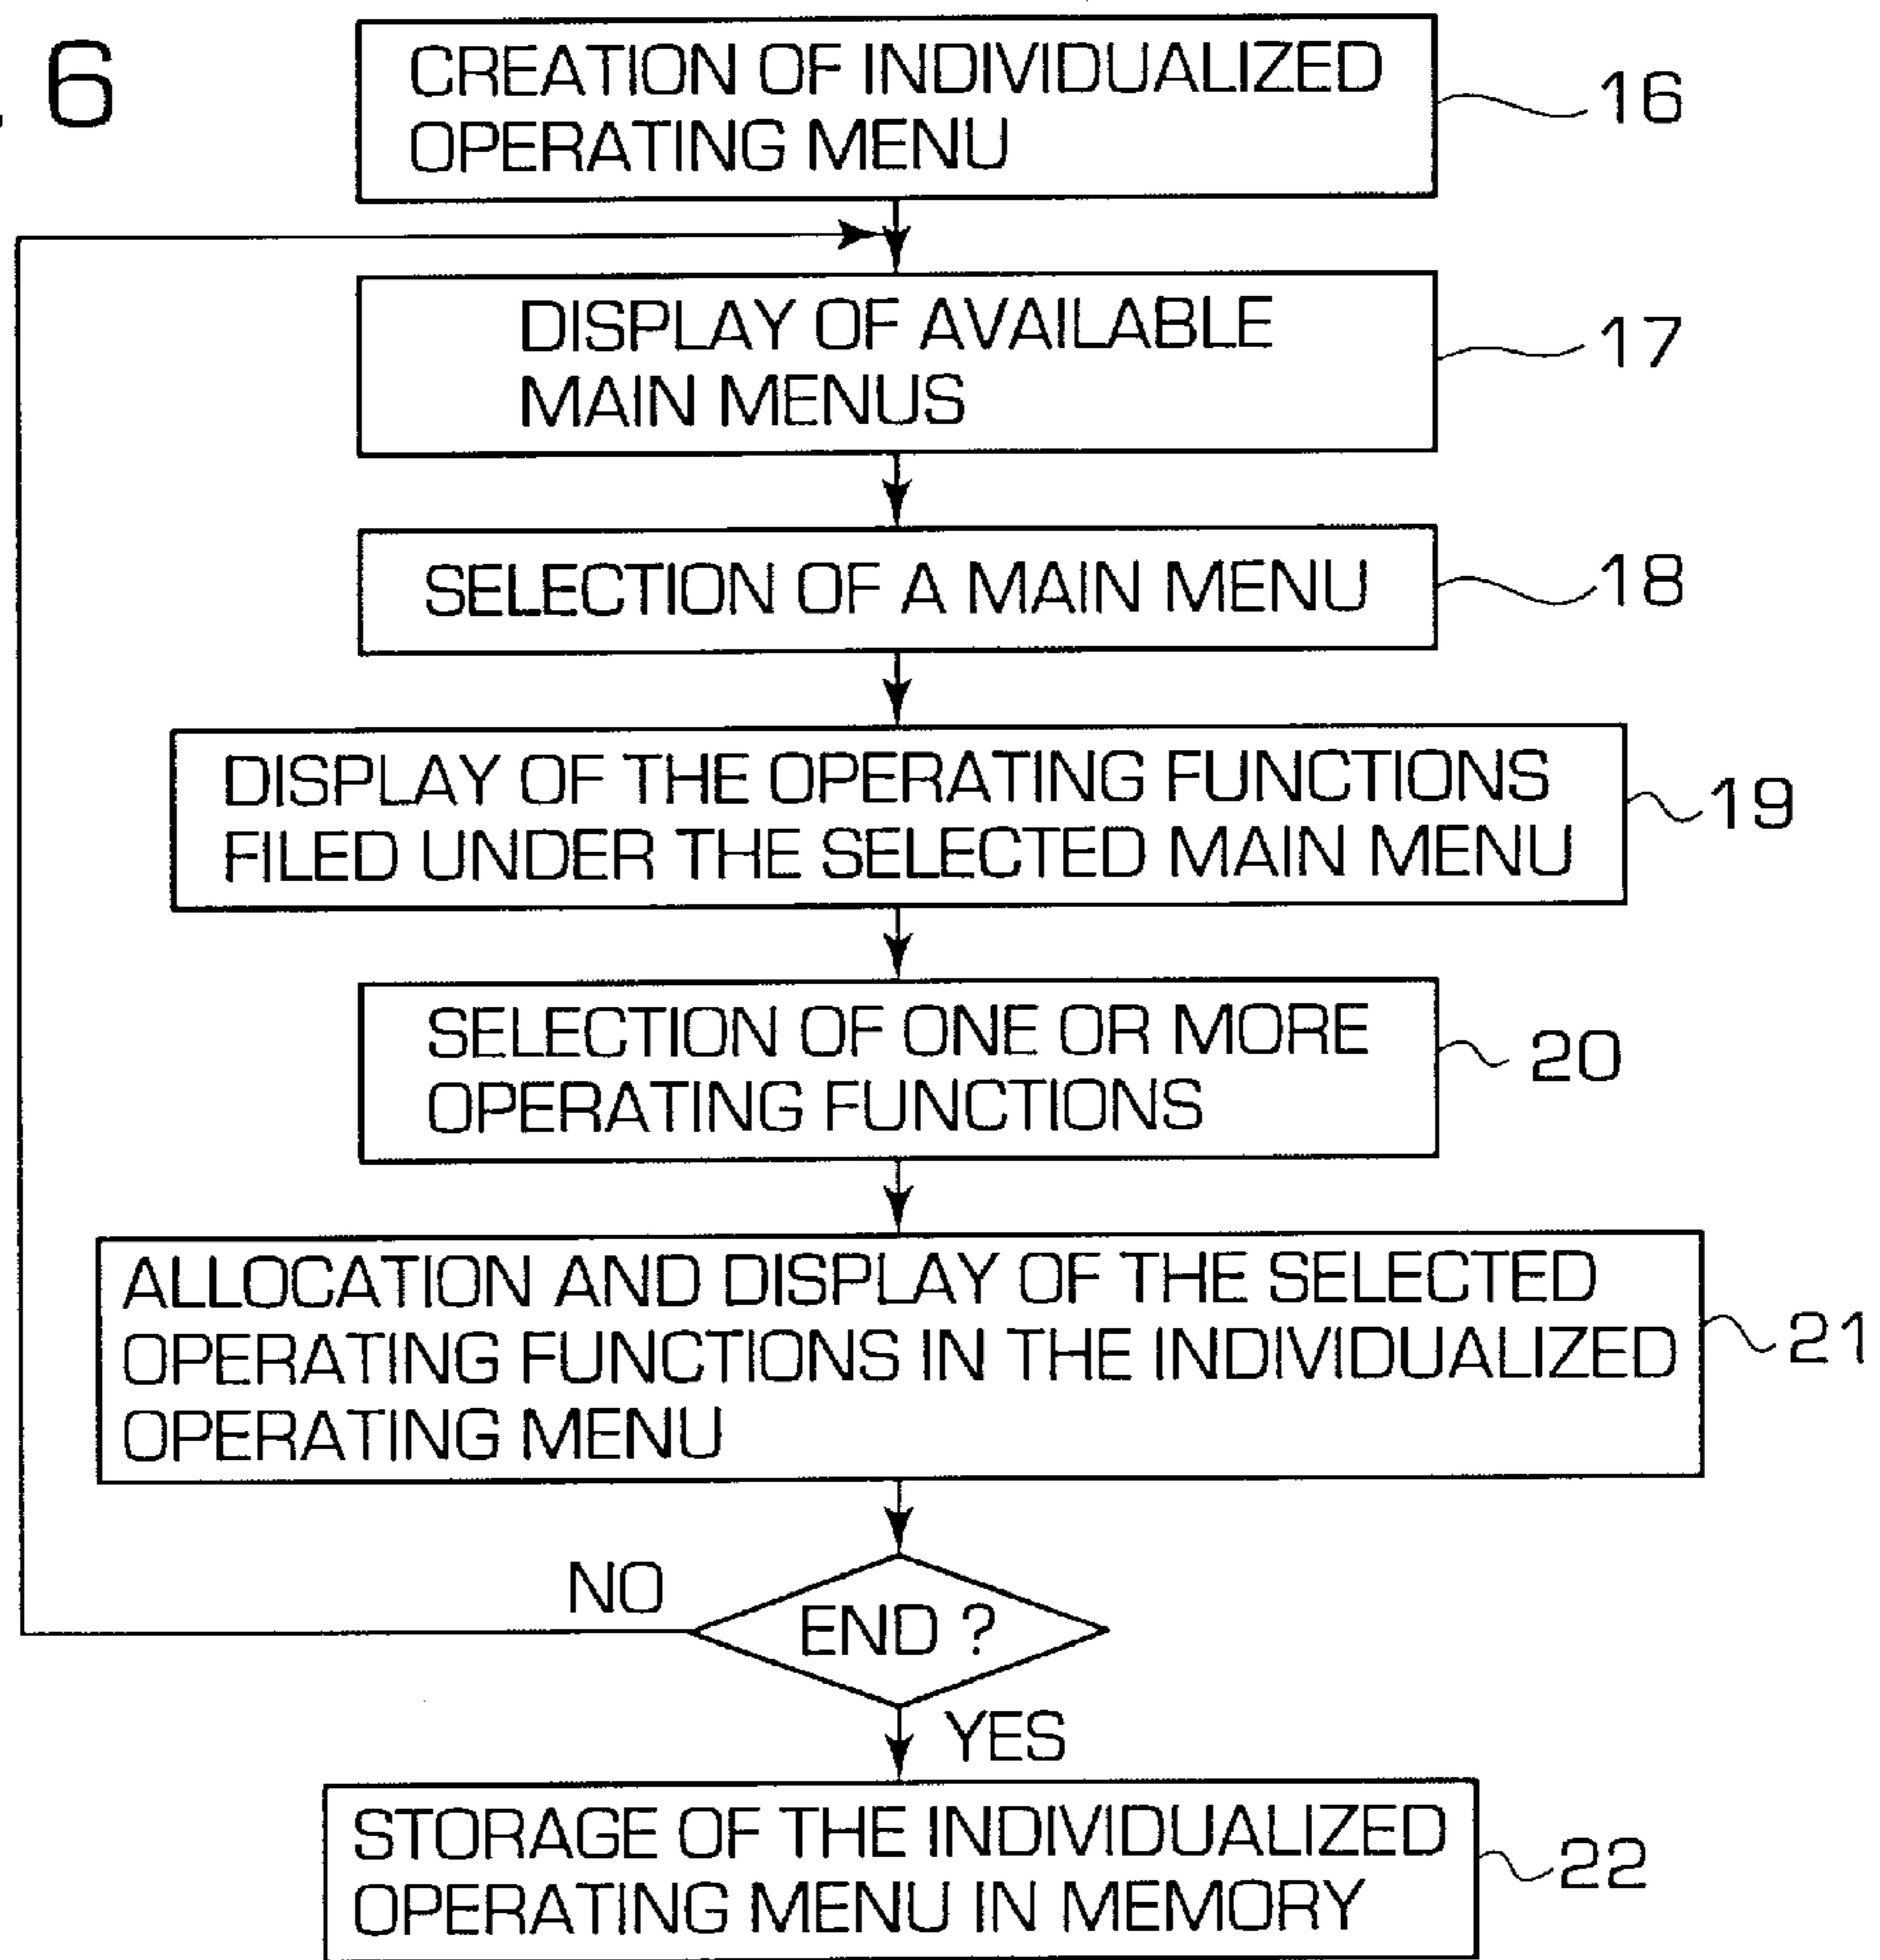 6
CREATION OF INDIVIDUALIZED
OPERATING MENU
16
DISPLAY OF AVAILABLE
MAIN MENUS
17
SELECTION OF A MAIN MENU
18
DISPLAY OF THE OPERATING FUNCTIONS
FILED UNDER THE SELECTED MAIN MENU
19
SELECTION OF ONE OR MORE
OPERATING FUNCTIONS
20
ALLOCATION AND DISPLAY OF THE SELECTED
OPERATING FUNCTIONS IN THE INDIVIDUALIZED
OPERATING MENU
21
NO
END ?
YES
STORAGE OF THE INDIVIDUALIZED
OPERATING MENU IN MEMORY
22